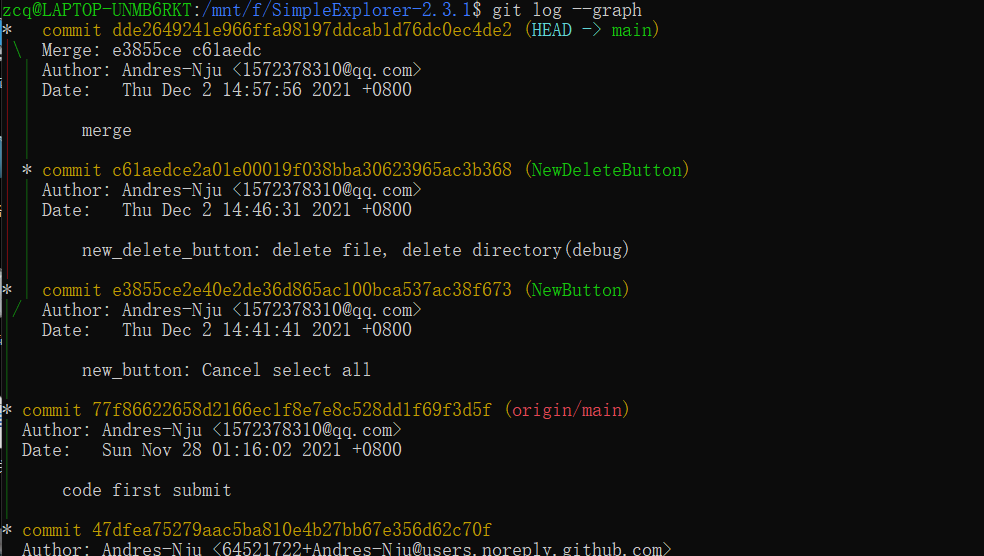 zcq@LAPTOP-UNMB6RKT:/mnt/f/SimpleExplorer-2.3.1$ git log --graph
*   commit dde2649241e966ffa98197ddcab1d76dc0ec4de2 (HEAD -> main)
|\  Merge: e3855ce c61aedc
| | Author: Andres-Nju <1572378310@qq.com>
| | Date:   Thu Dec 2 14:57:56 2021 +0800
| |
| |     merge
| |
| * commit c61aedce2a01e00019f038bba30623965ac3b368 (NewDeleteButton)
| | Author: Andres-Nju <1572378310@qq.com>
| | Date:   Thu Dec 2 14:46:31 2021 +0800
| |
| |     new_delete_button: delete file, delete directory(debug)
| |
* | commit e3855ce2e40e2de36d865ac100bca537ac38f673 (NewButton)
|/  Author: Andres-Nju <1572378310@qq.com>
|   Date:   Thu Dec 2 14:41:41 2021 +0800
|
|       new_button: Cancel select all
|
* commit 77f86622658d2166ec1f8e7e8c528dd1f69f3d5f (origin/main)
| Author: Andres-Nju <1572378310@qq.com>
| Date:   Sun Nov 28 01:16:02 2021 +0800
|
|     code first submit
|
* commit 47dfea75279aac5ba810e4b27bb67e356d62c70f
| Author: Andres-Nju <64521722+Andres-Nju@users.noreply.github.com>